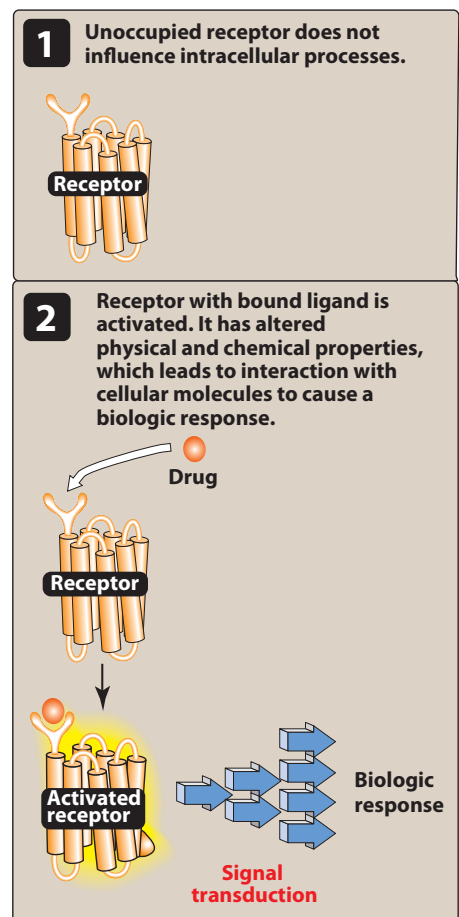 1
Unoccupied receptor does not
influence intracellular processes.
Receptor
2
Receptor with bound ligand is
activated. It has altered
physical and chemical properties,
which leads to interaction with
cellular molecules to cause a
biologic response.
Drug
Receptor
Activated
receptor
Biologic
response
Signal
transduction